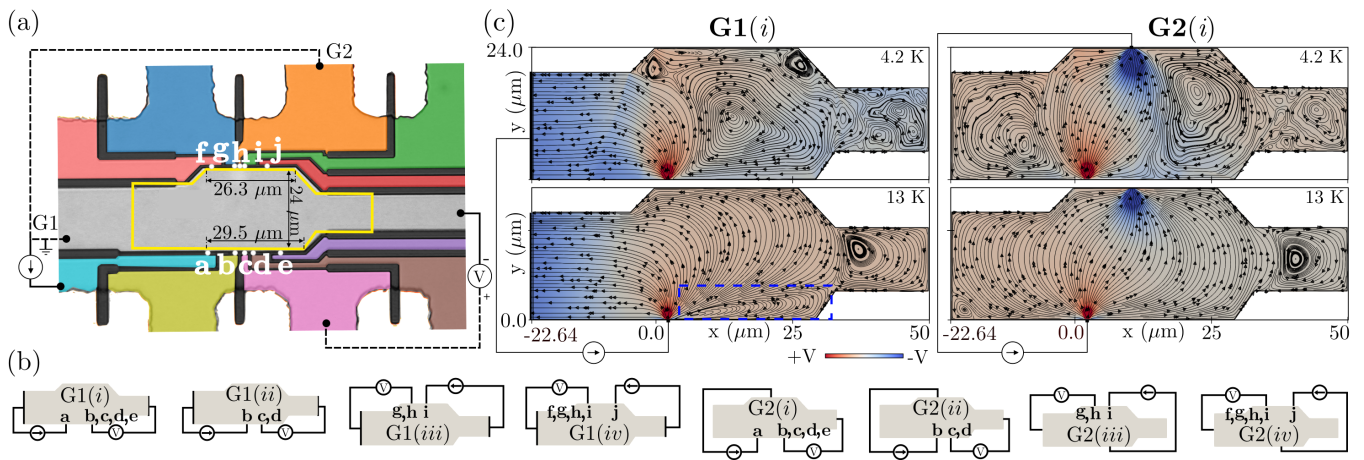 (a)
G2
f g h i j
26.3 μm
24 μm
G1
29.5 μm
a b c d e
V
-
+
(c)
G1(i)
G2(i)
24.0
4.2 K
4.2 K
y (μm)
13 K
13 K
y (μm)
0.0
-22.64
0.0
x (μm)
25
50
-22.64
0.0
x (μm)
25
50
+V
-V
(b)
G1(i)
a
b,c,d,e
V
G1(ii)
b c,d
V
V
g,h i
G1(iii)
V
f,g,h,i j
G1(iv)
G2(i)
a
b,c,d,e
V
G2(ii)
b c,d
V
V
g,h i
G2(iii)
V
f,g,h,i j
G2(iv)